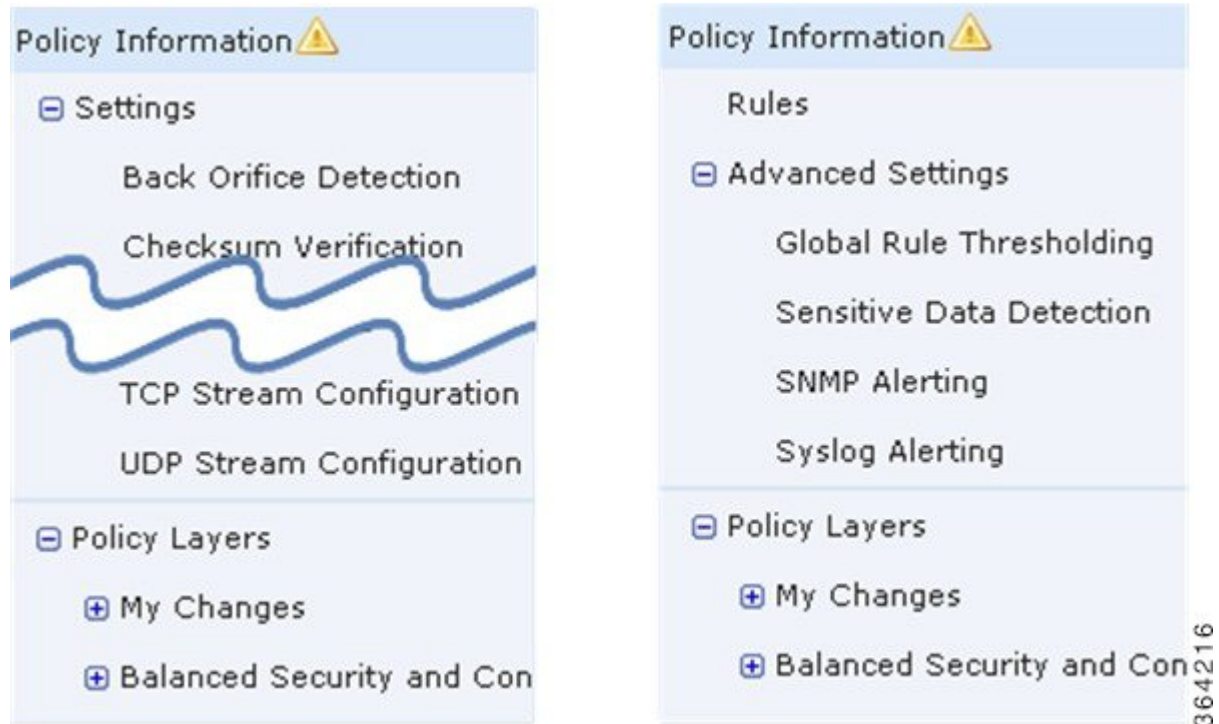 Policy Information
Settings
Back Orifice Detection
Checksum Verification
TCP Stream Configuration
UDP Stream Configuration
Policy Layers
My Changes
Balanced Security and Con
Policy Information
Rules
Advanced Settings
Global Rule Thresholding
Sensitive Data Detection
SNMP Alerting
Syslog Alerting
Policy Layers
My Changes
Balanced Security and Con
364216